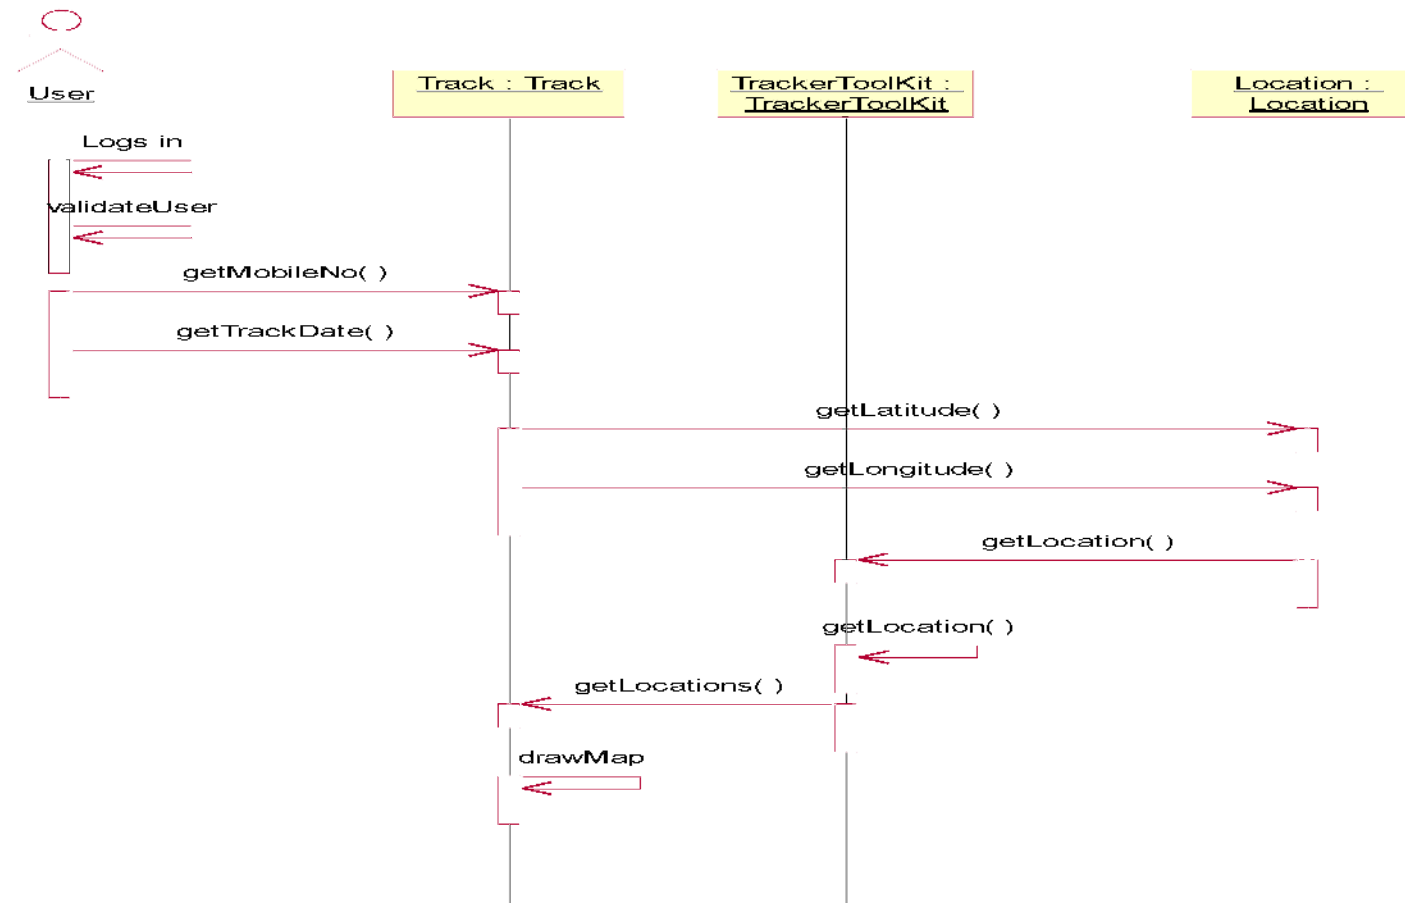 User
Track : Track
TrackerToolKit :
TrackerToolKit
Location :
Location
Logs in
validateUser
getMobileNo( )
getTrackDate( )
getLatitude( )
getLongitude( )
getLocation( )
getLocation( )
getLocations( )
drawMap